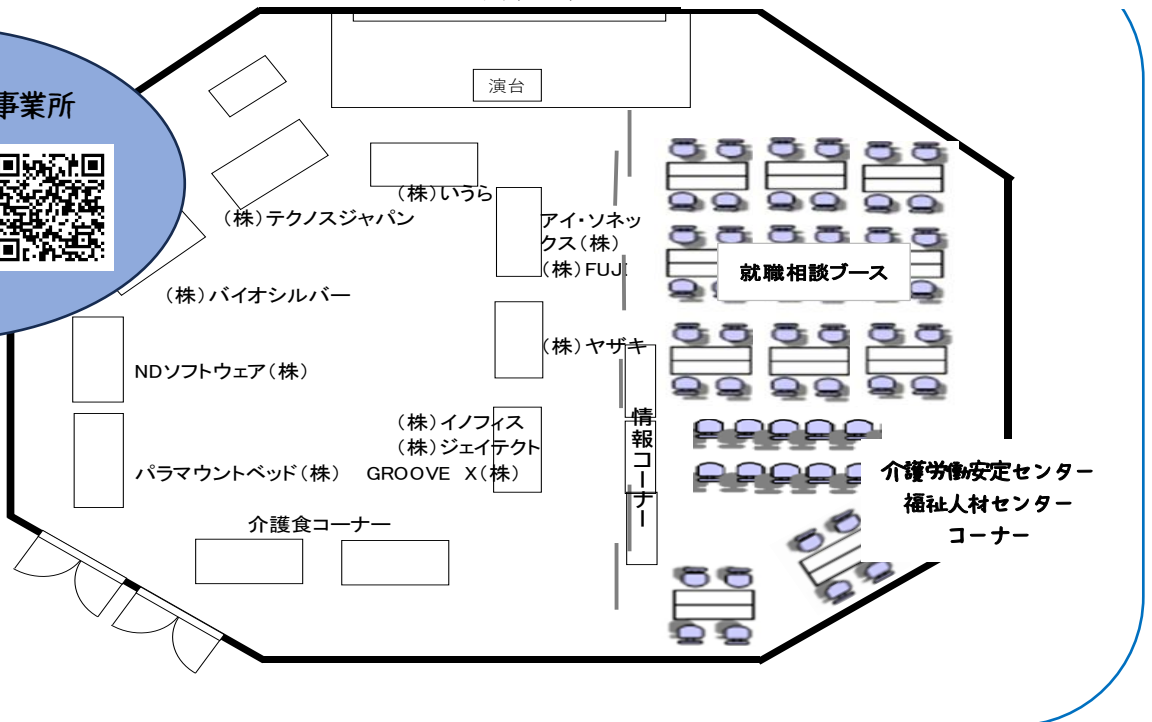 演台
事業所
(株)いうら
(株)テクノスジャパン
アイ・ソネッ
クス(株)
(株)FUJI
就職相談ブース
(株)バイオシルバー
(株)ヤザキ
NDソフトウェア(株)
(株)イノフィス
(株)ジェイテクト
パラマウントベッド(株) GROOVE X(株)
情報コーナー
介護労働安定センター
福祉人材センター
コーナー
介護食コーナー